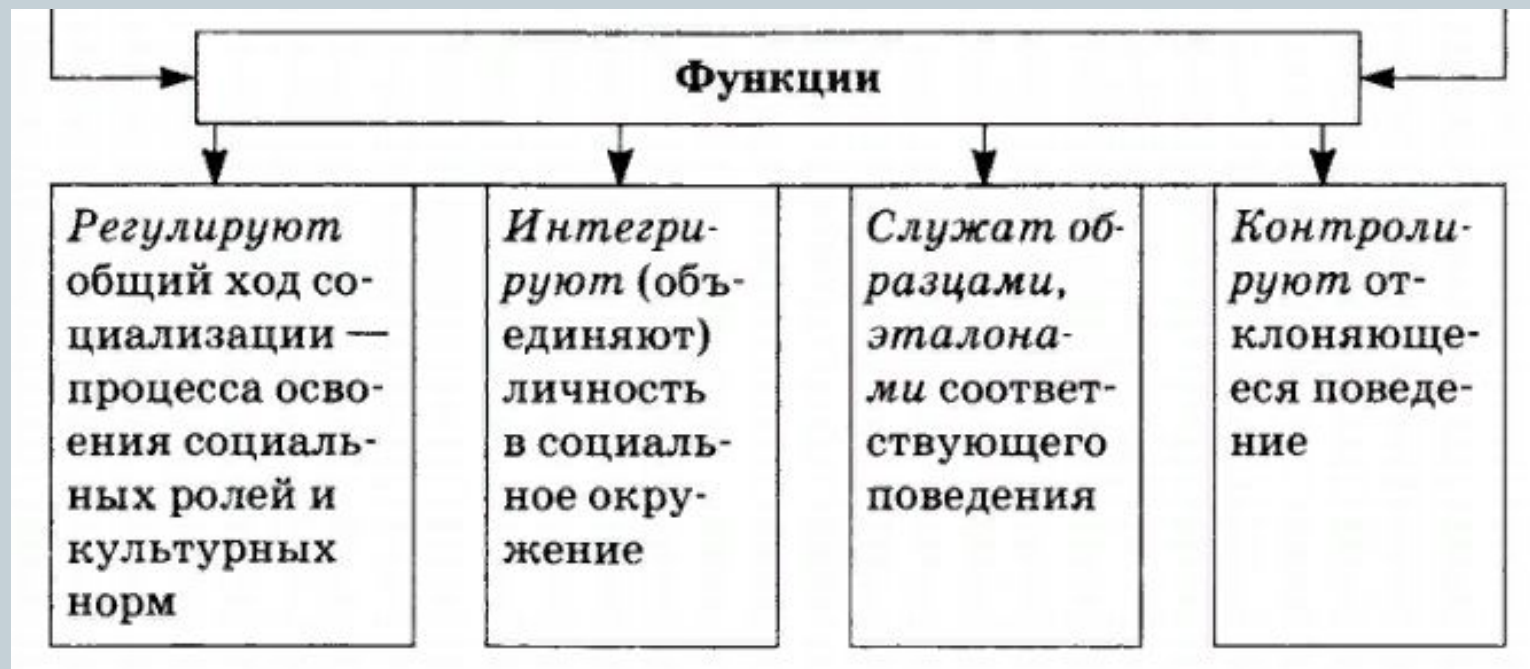 Функции
Регулируют
общий ход со-
циализации —
процесса осво-
ения социаль-
ных ролей и
культурных
норм
Интегри-
руют (объ-
единяют)
личность
в социаль-
ное окру-
жение
Служат об-
разцами,
эталона-
ми соответ-
ствующего
поведения
Контроли-
руют от-
клоняюще-
еся поведе-
ние